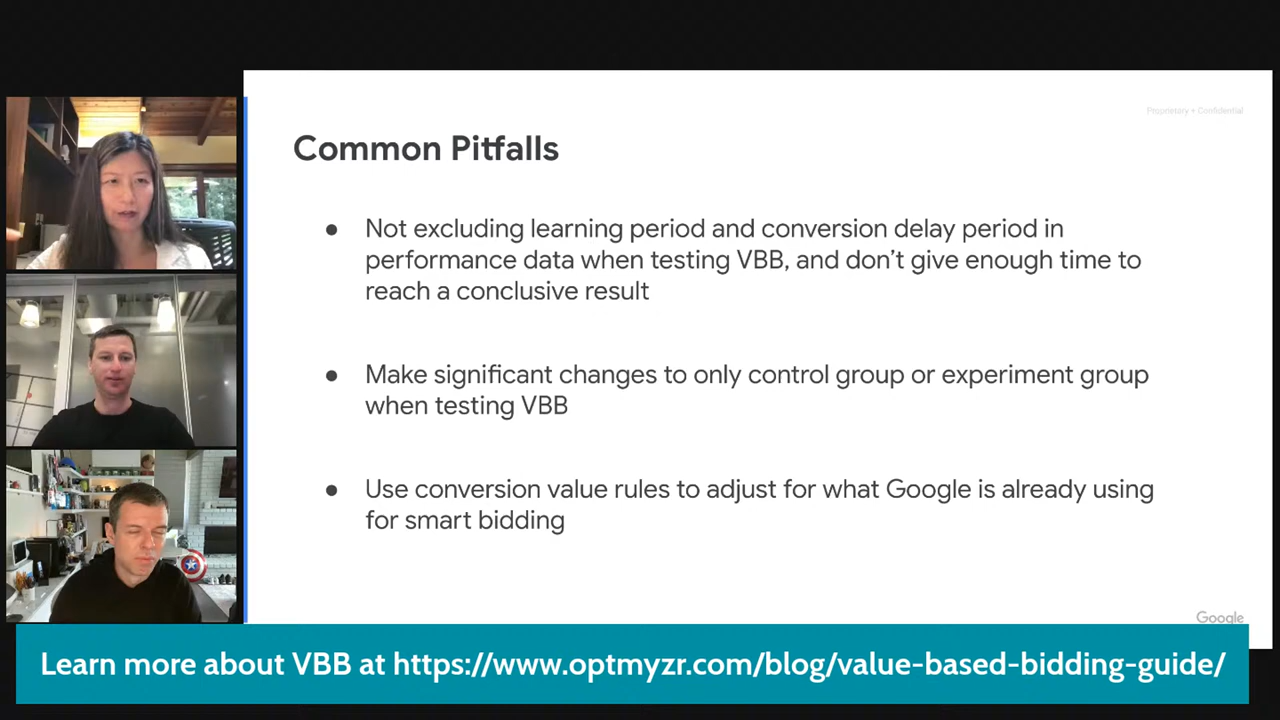 Proprietary + Confidential
Common Pitfalls
● Not excluding learning period and conversion delay period in
performance data when testing VBB, and don’t give enough time to
reach a conclusive result
● Make significant changes to only control group or experiment group
when testing VBB
● Use conversion value rules to adjust for what Google is already using
for smart bidding
Google
Learn more about VBB at https://www.optmyzr.com/blog/value-based-bidding-guide/